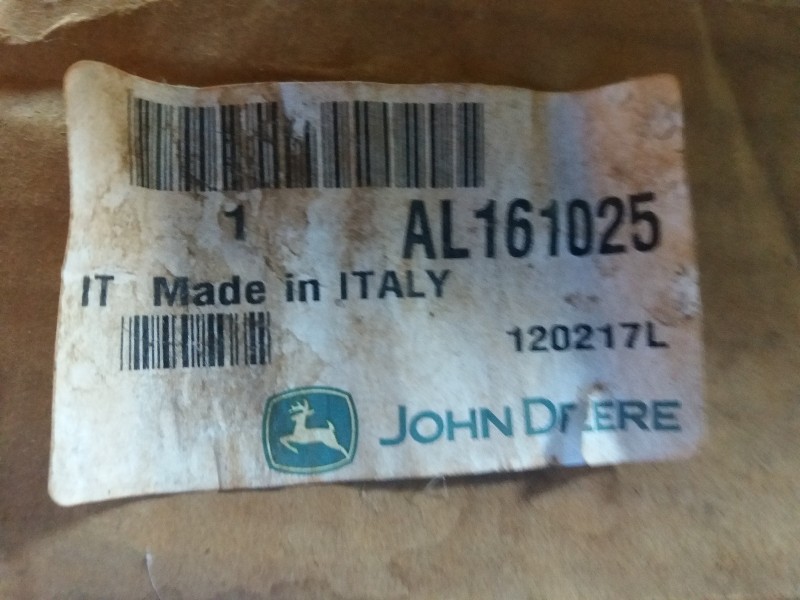 1 AL161025
IT Made in ITALY
120217L
JOHN DEERE